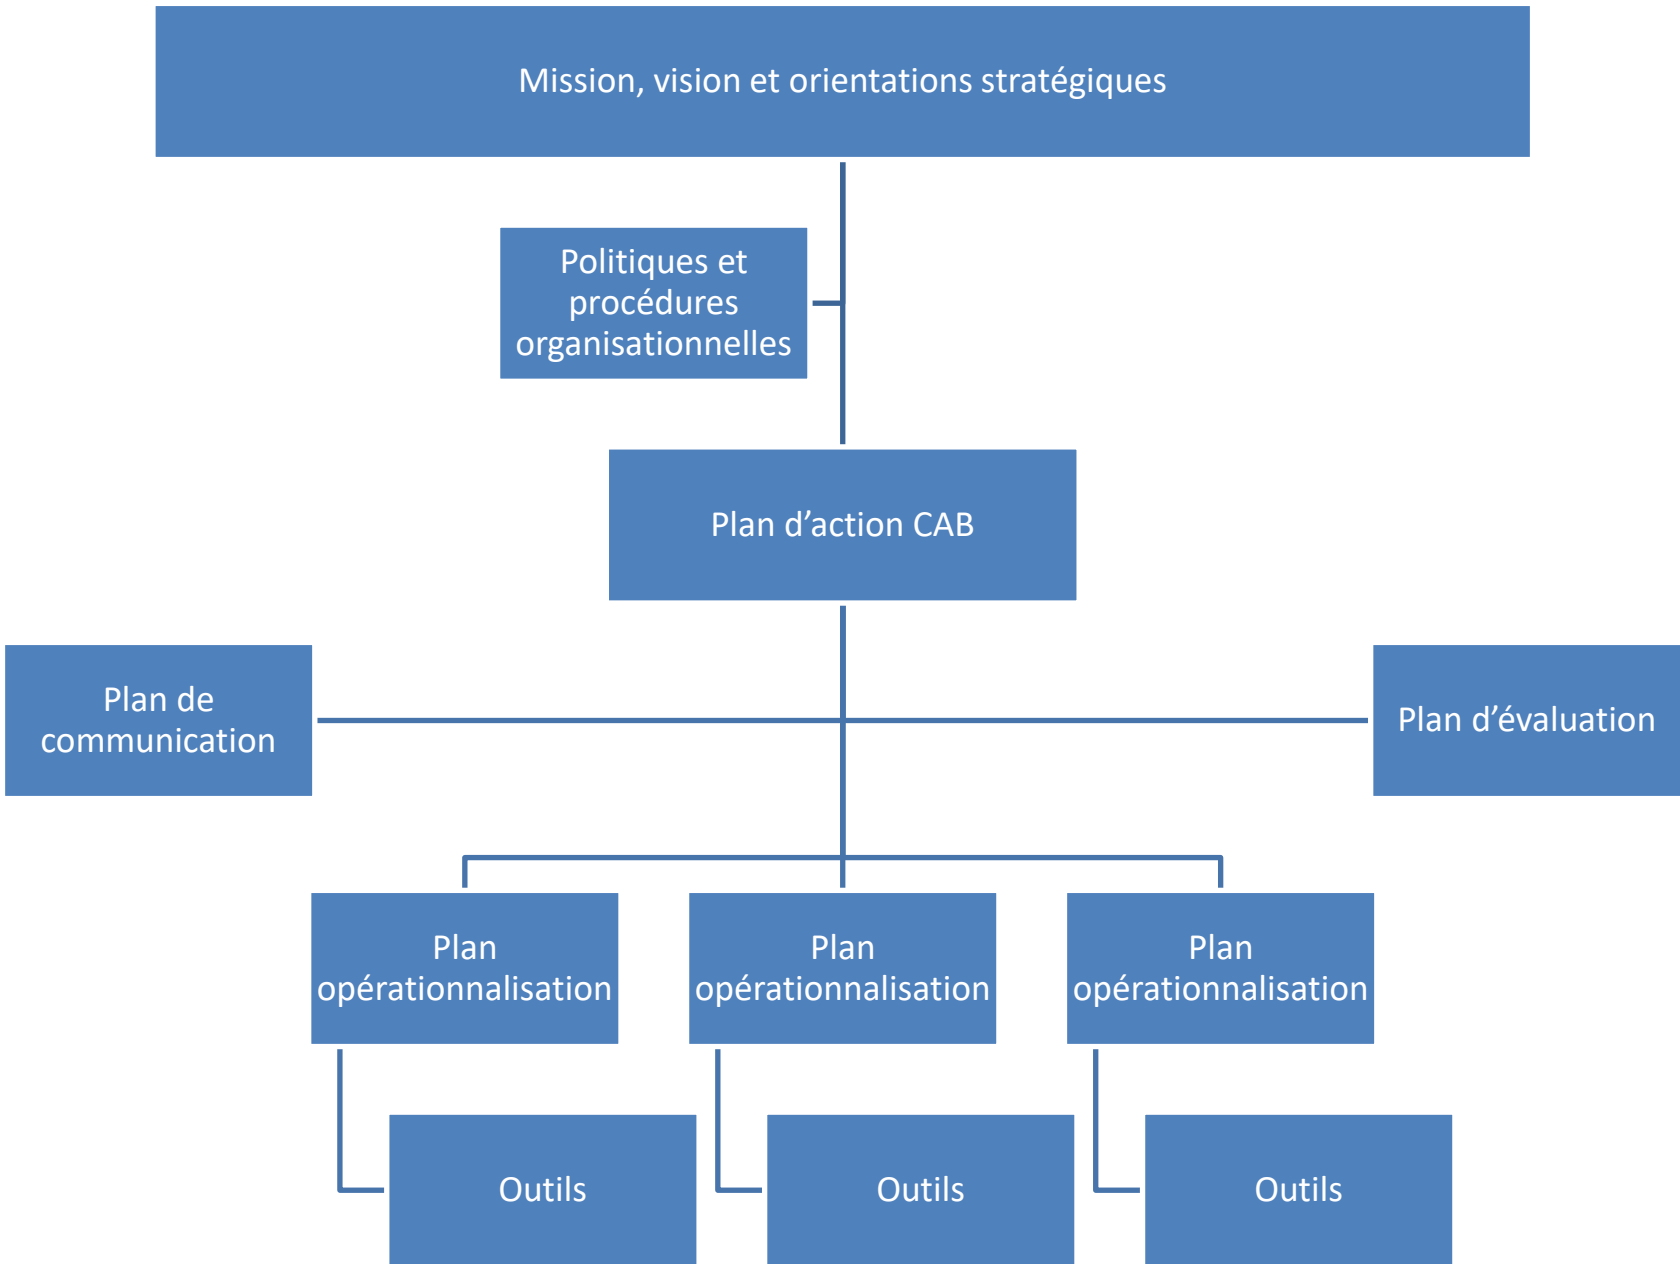 Mission, vision et orientations stratégiques
Politiques et
procédures
organisationnelles
Plan d’action CAB
Plan de
communication
Plan d’évaluation
Plan
opérationnalisation
Plan
opérationnalisation
Plan
opérationnalisation
Outils
Outils
Outils